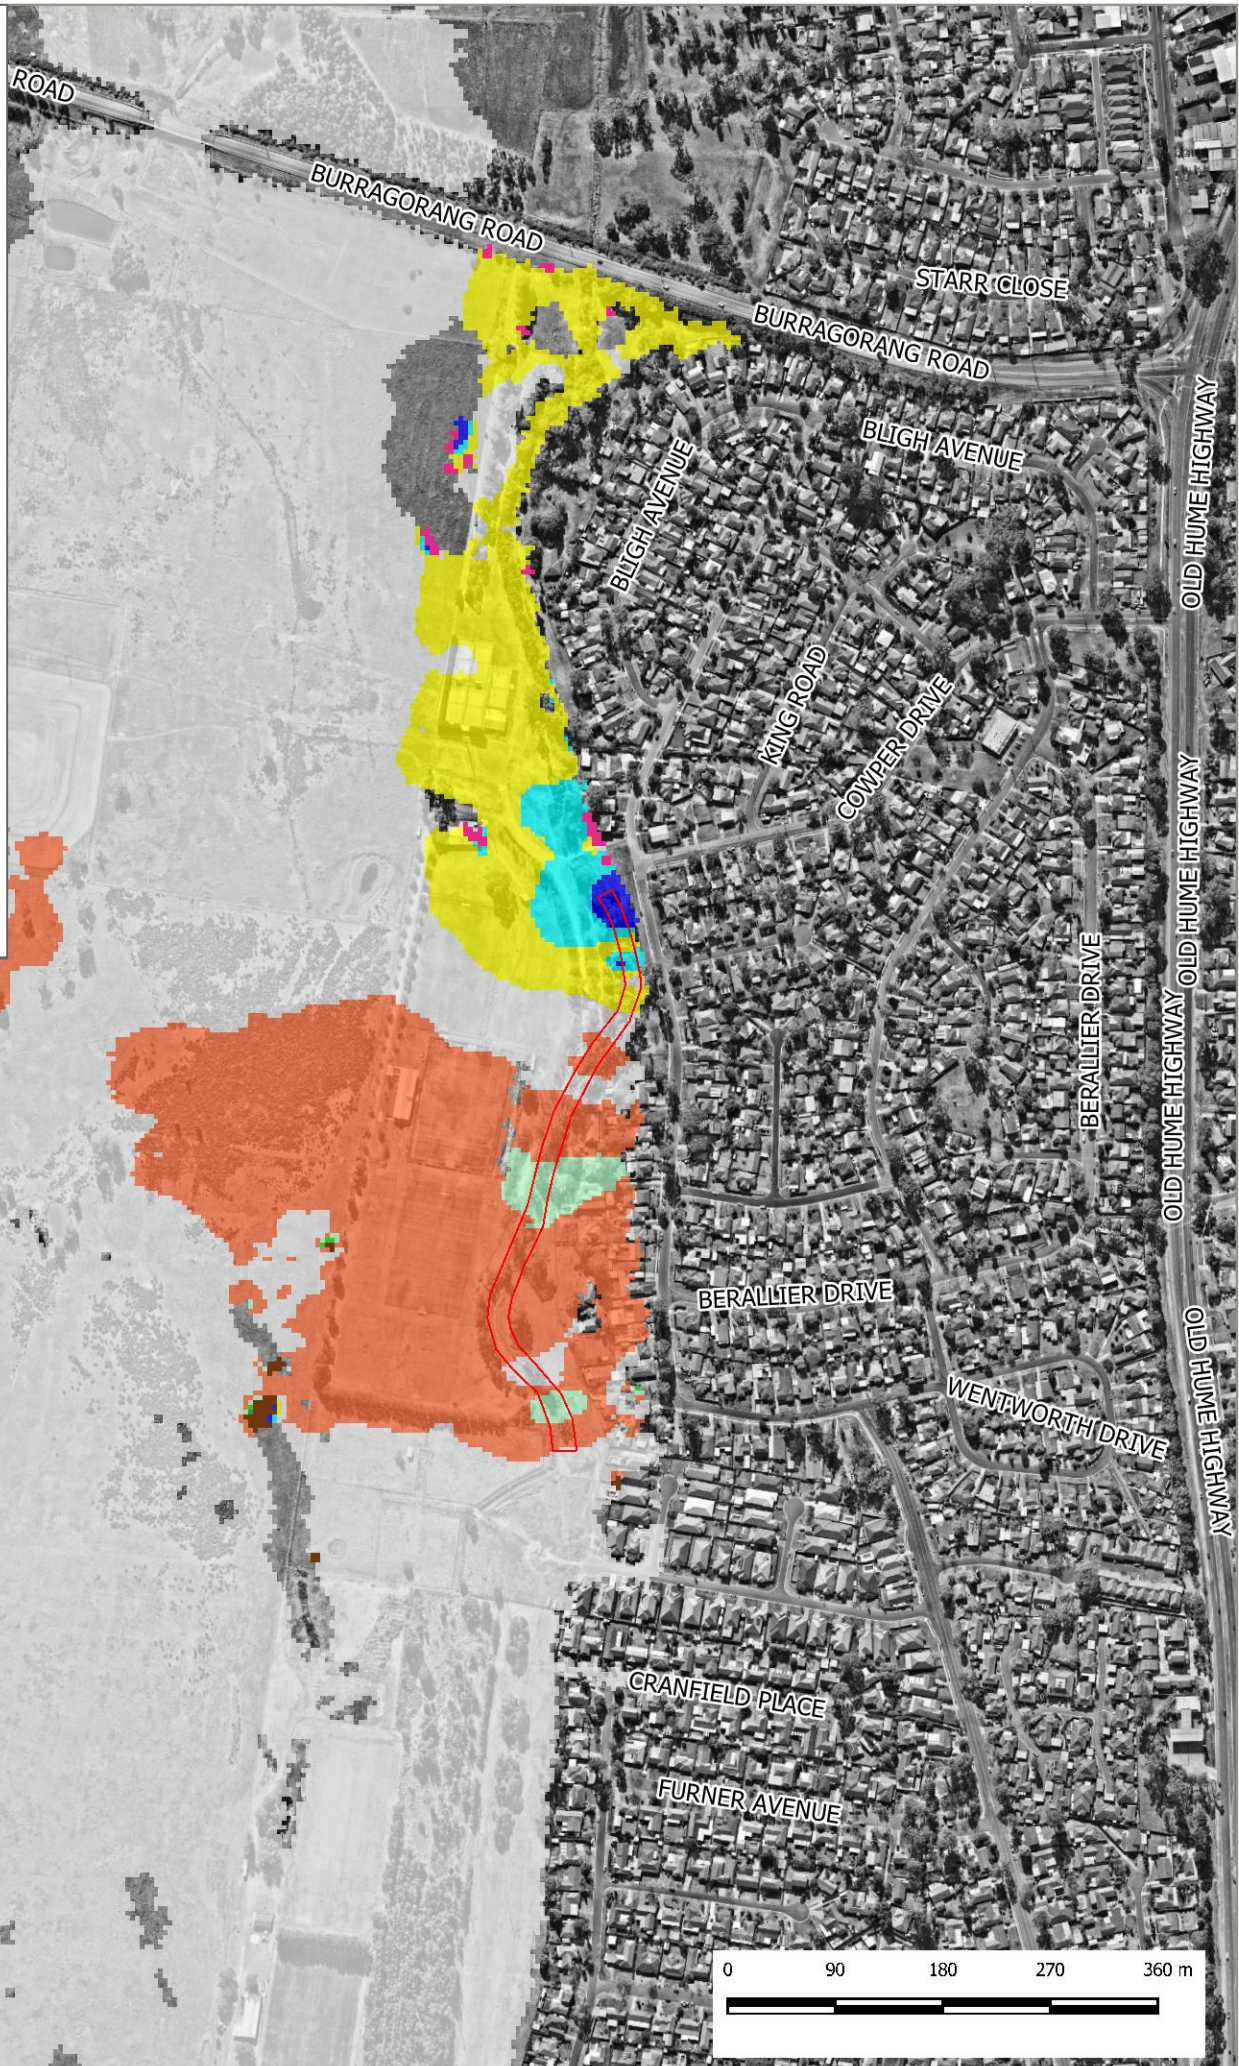 ROAD
BURRAGORANG ROAD
STARR CLOSE
BURRAGORANG ROAD
BLIGH AVENUE
OLD HUME HIGHWAY
BLIGH AVENUE
KING ROAD
COWPER DRIVE
OLD HUME HIGHWAY
BERALLIER DRIVE
OLD HUME HIGHWAY
BERALLIER DRIVE
OLD HUME HIGHWAY
WENTWORTH DRIVE
CRANFIELD PLACE
FURNER AVENUE
0 90 180 270 360 m